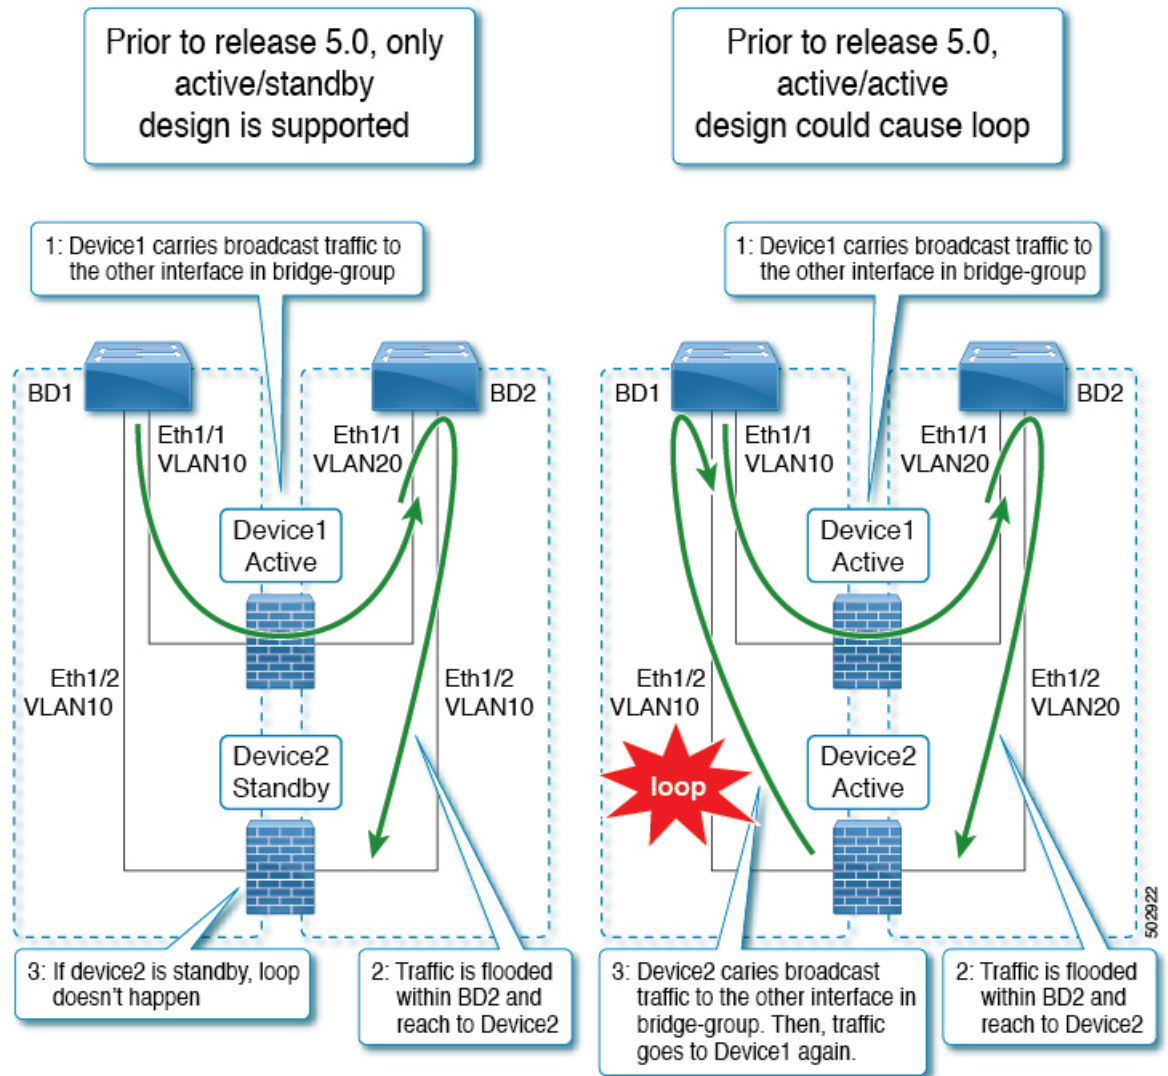 Prior to release 5.0, only
active/standby
design is supported
Prior to release 5.0,
active/active
design could cause loop
1: Device1 carries broadcast traffic to
the other interface in bridge-group
1: Device1 carries broadcast traffic to
the other interface in bridge-group
BD1
BD2
Eth1/1
VLAN10
Eth1/1
VLAN20
Device1
Active
Eth1/2
VLAN10
Eth1/2
VLAN10
Device2
Standby
3: If device2 is standby, loop
doesn't happen
2: Traffic is flooded
within BD2 and
reach to Device2
BD1
BD2
Eth1/1
VLAN10
Eth1/1
VLAN20
Device1
Active
Eth1/2
VLAN10
Eth1/2
VLAN20
loop
Device2
Active
3: Device2 caries broadcast
traffic to the other interface in
bridge-group. Then, traffic
goes to Device1 again.
2: Traffic is flooded
within BD2 and
reach to Device2
502922